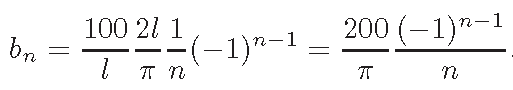 b_n = \frac{100}{l} \frac{2l}{\pi} \frac{1}{n} (-1)^{n-1} = \frac{200}{\pi} \frac{(-1)^{n-1}}{n}.